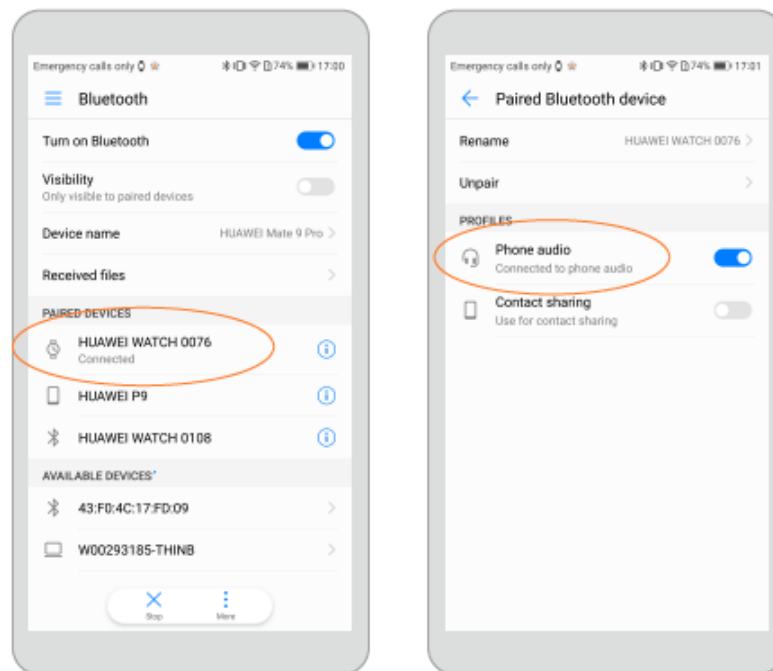 Emergency calls only
74%
17:00
Bluetooth
Turn on Bluetooth
Visibility
Only visible to paired devices
Device name
HUAWEI Mate 9 Pro
Received files
PAIRED DEVICES
HUAWEI WATCH 0076
Connected
HUAWEI P9
HUAWEI WATCH 0108
AVAILABLE DEVICES
43:F0:4C:17:FD:09
W00293185-THINB
Stop
More
Emergency calls only
74%
17:01
Paired Bluetooth device
Rename
HUAWEI WATCH 0076
Unpair
PROFILES
Phone audio
Connected to phone audio
Contact sharing
Use for contact sharing